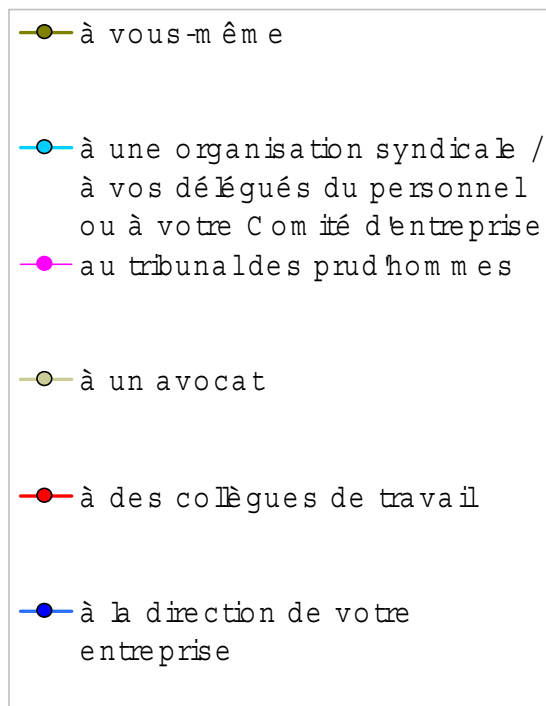 à vous-même
à une organisation syndicale /
à vos délégués du personnel
ou à votre Comité d'entreprise
au tribunal des prud'hommes
à un avocat
à des collègues de travail
à la direction de votre
entreprise